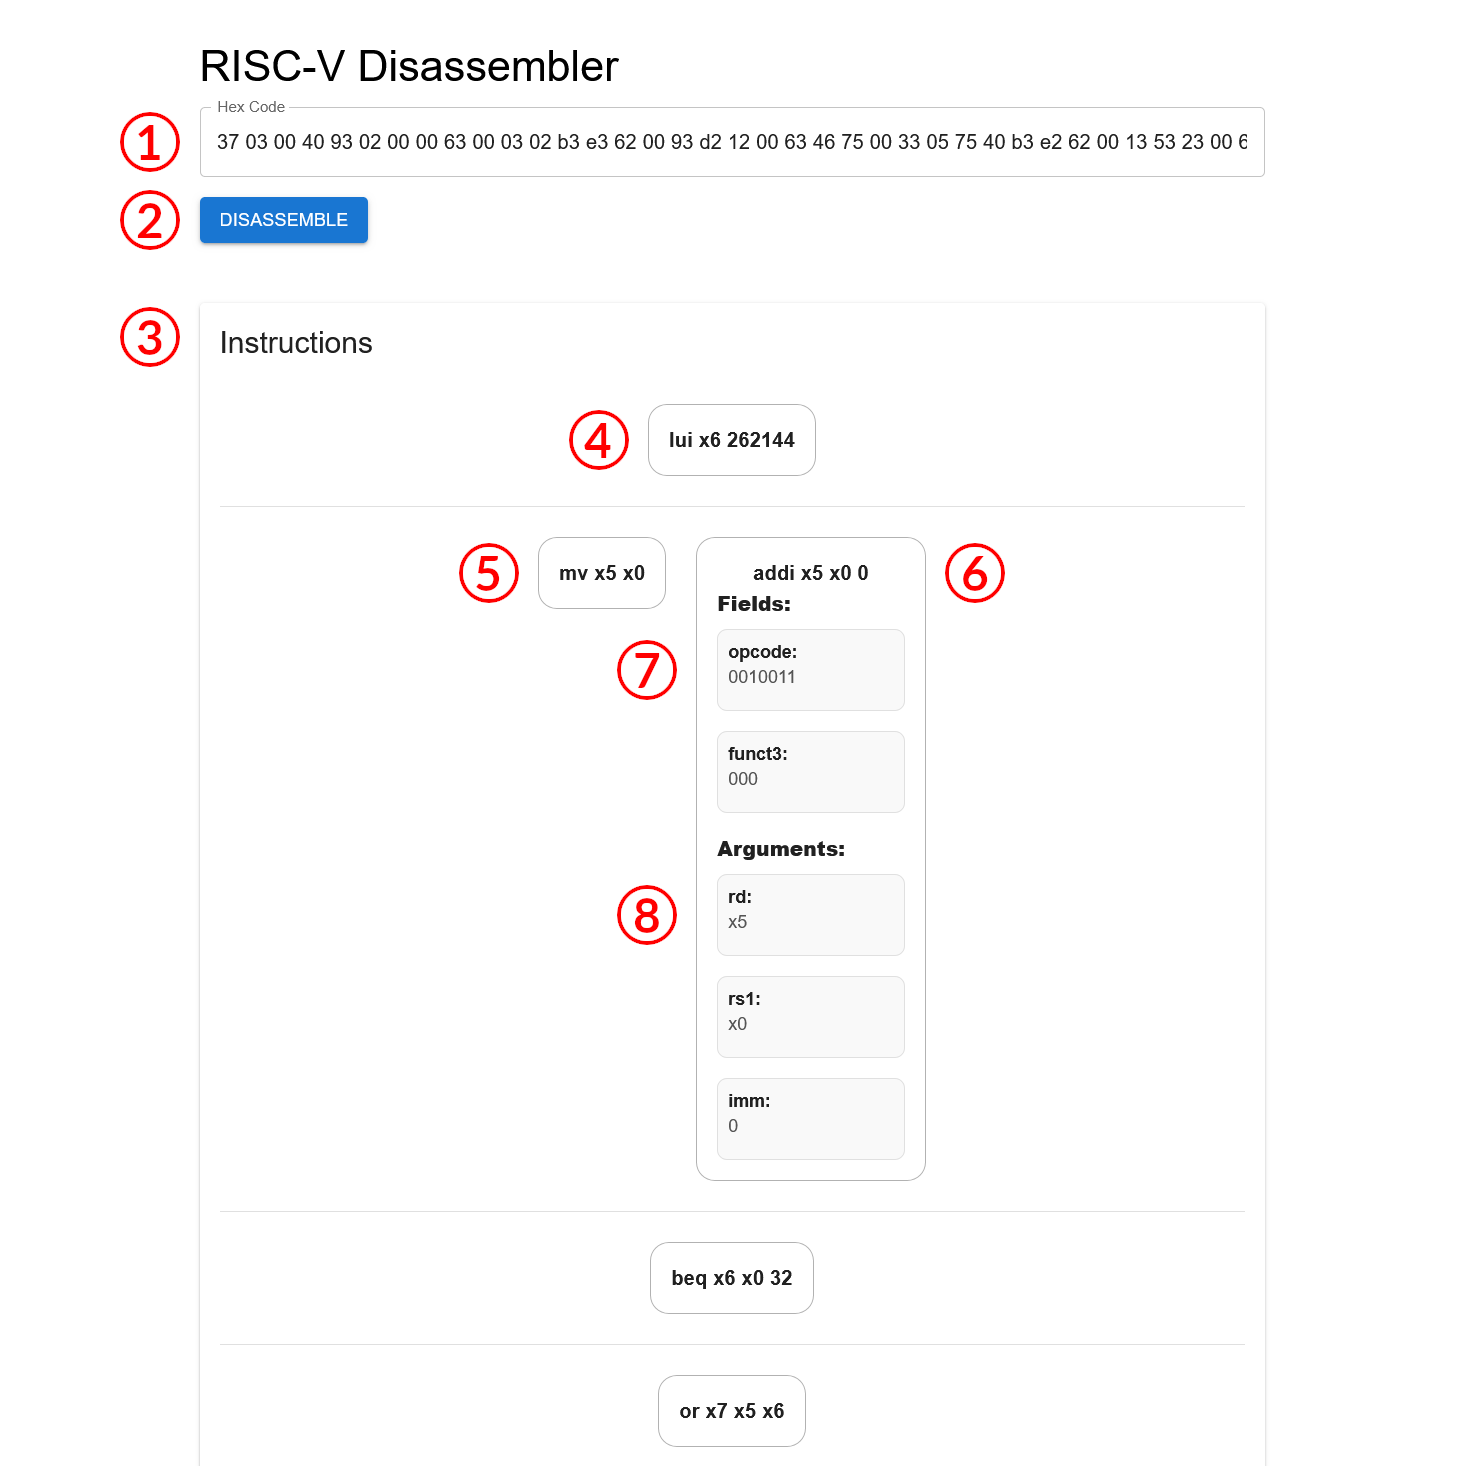 RISC-V Disassembler
Hex Code
1 37 03 00 40 93 02 00 00 63 00 03 02 b3 e3 62 00 93 d2 12 00 63 46 75 00 33 05 75 40 b3 e2 62 00 13 53 23 00 6
2 DISASSEMBLE
3 Instructions
4 lui x6 262144
5 mv x5 x0 addi x5 x0 0 6
Fields:
7 opcode:
0010011
funct3:
000
Arguments:
8 rd:
x5
rs1:
x0
imm:
0
beq x6 x0 32
or x7 x5 x6